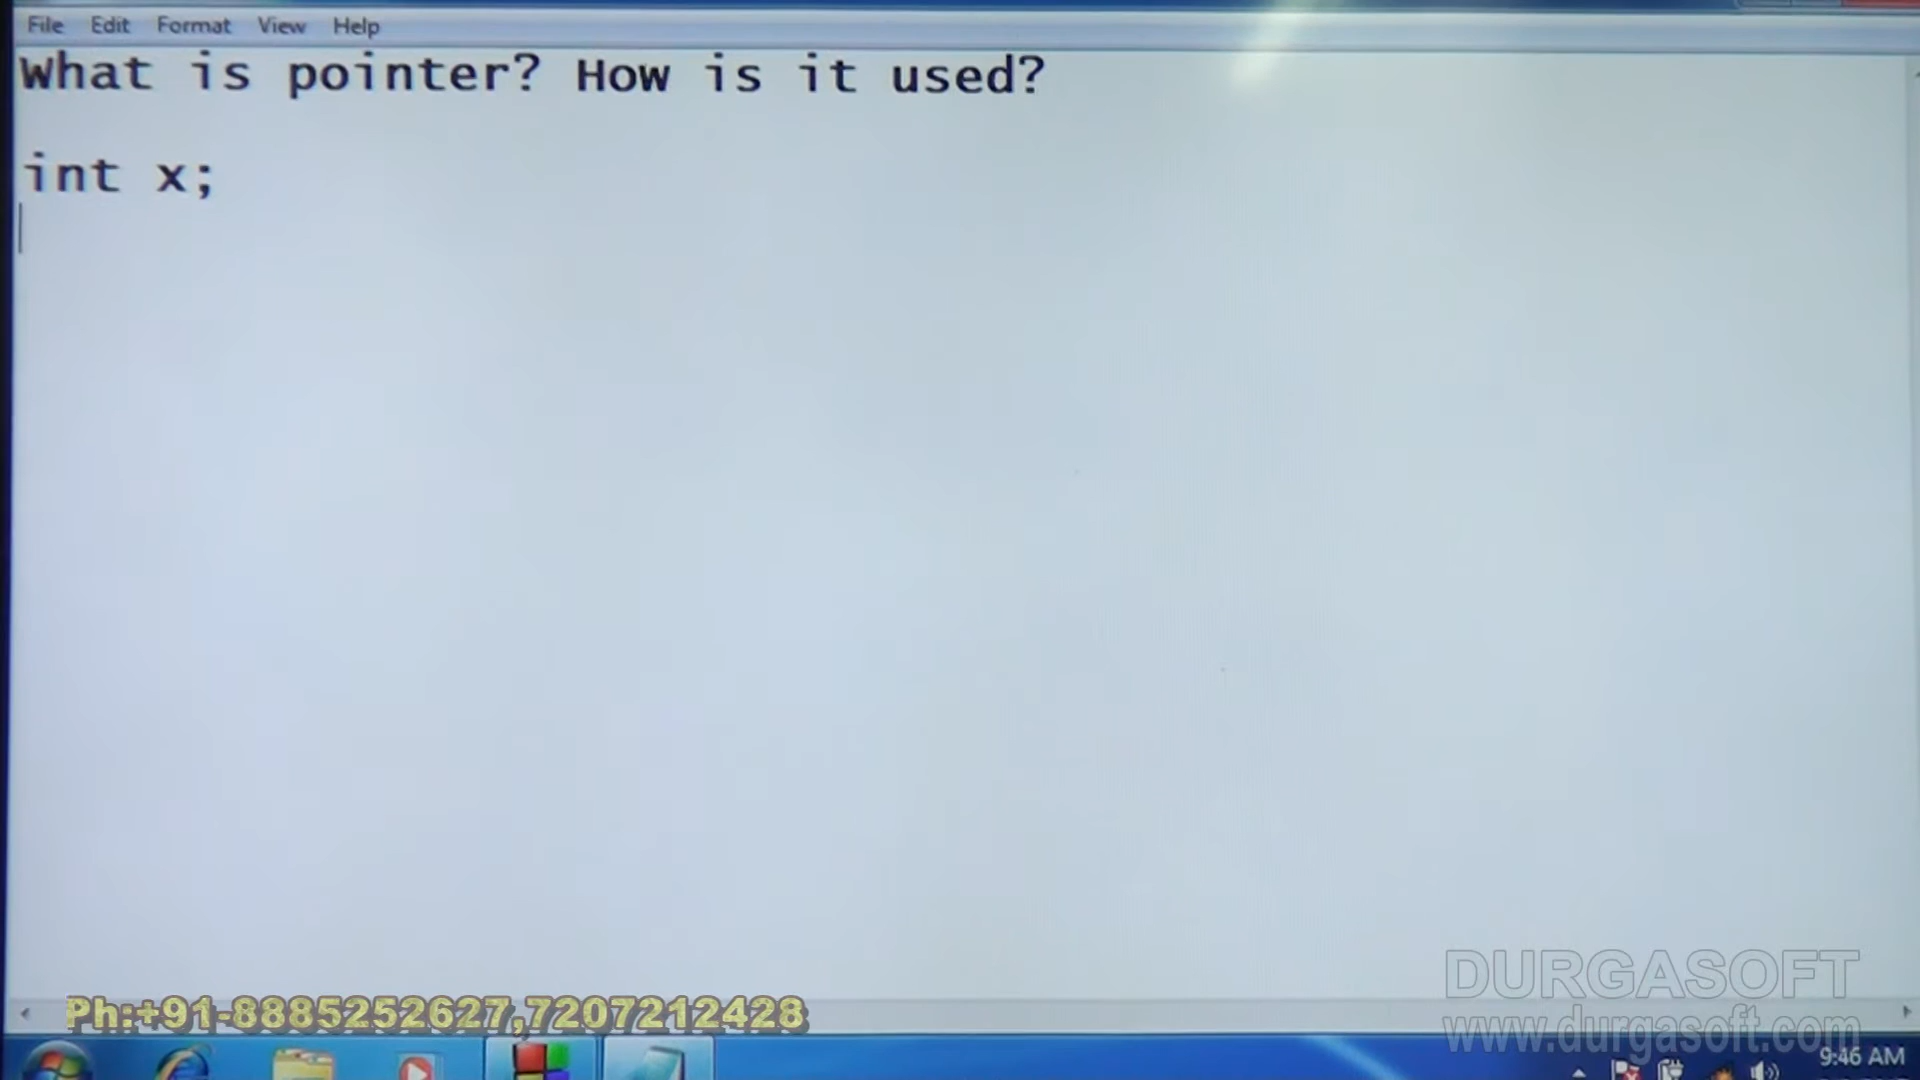 File Edit Format View Help
What is pointer? How is it used?
int x;
DURGASOFT
Ph:+91-8885252627,7207212428
www.durgasoft.com
9:46 AM